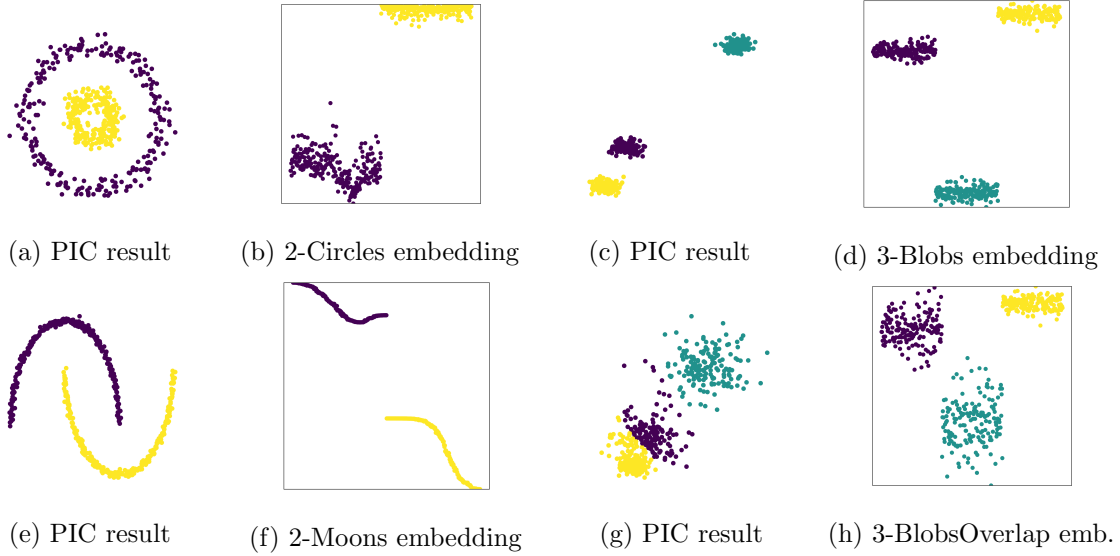 (a) PIC result
(b) 2-Circles embedding
(c) PIC result
(d) 3-Blobs embedding
(e) PIC result
(f) 2-Moons embedding
(g) PIC result
(h) 3-BlobsOverlap emb.